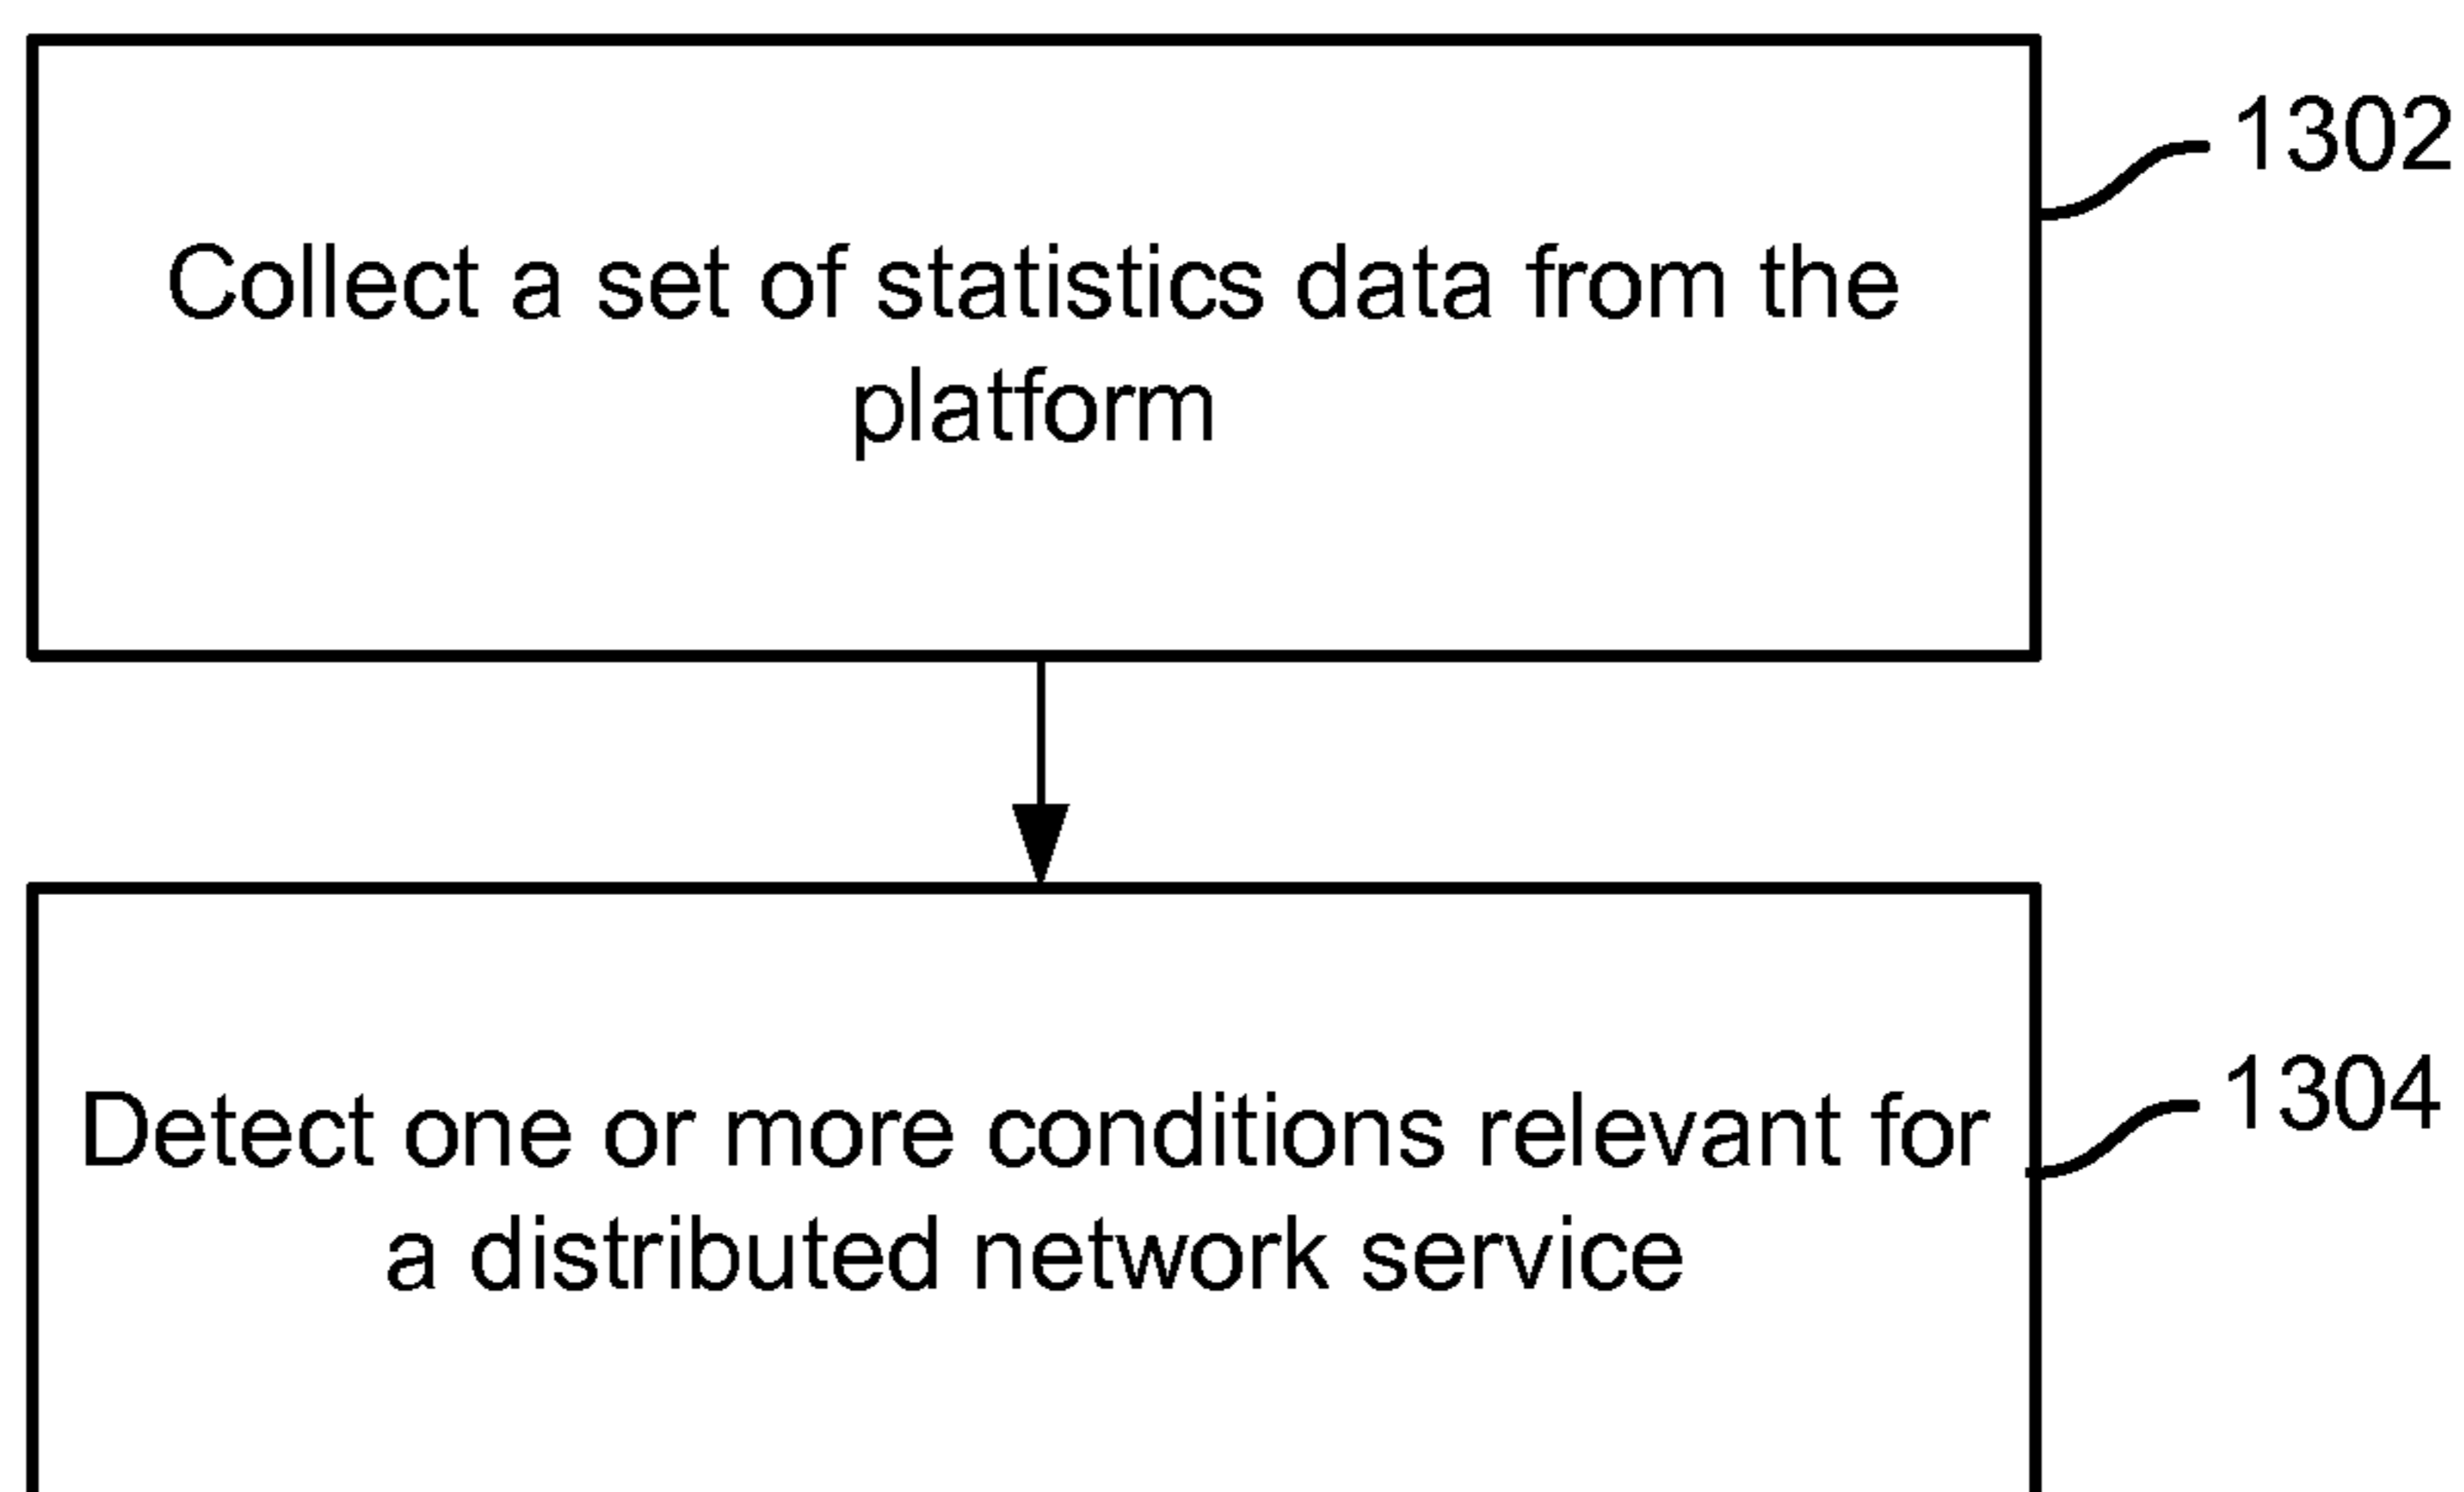 1302
Collect a set of statistics data from the
platform
1304
Detect one or more conditions relevant for
a distributed network service